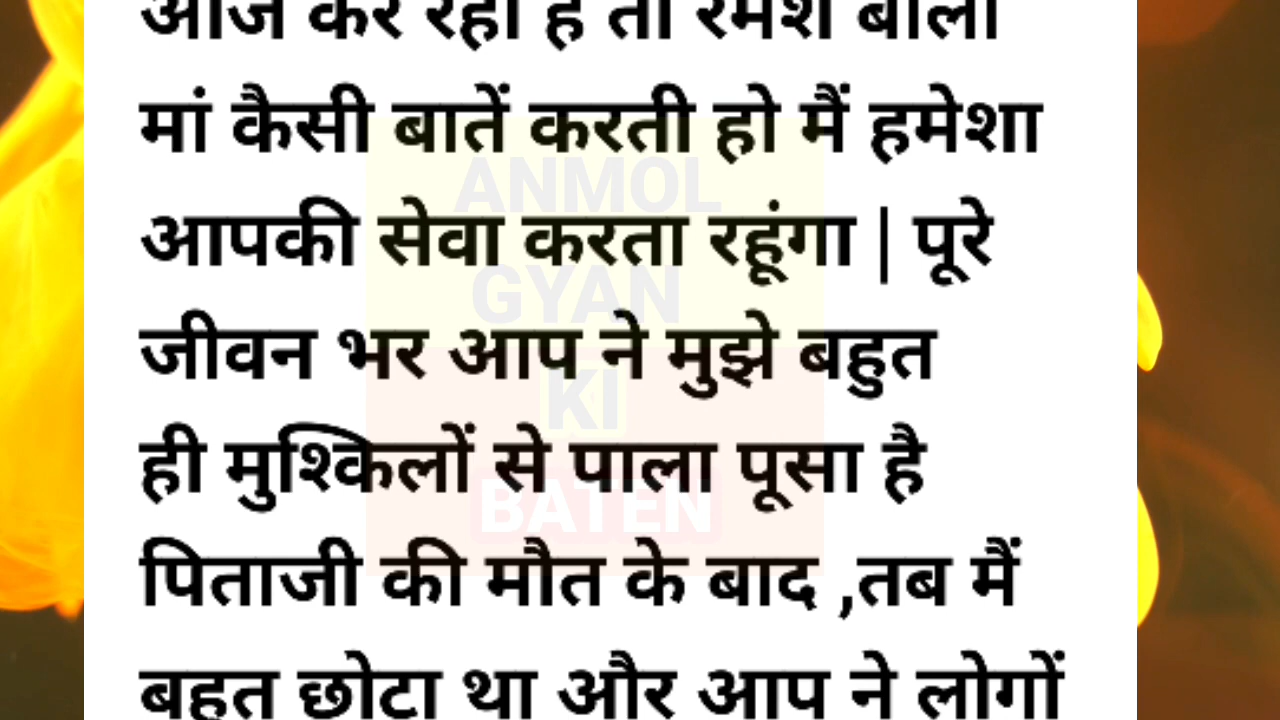 आज कर रहा है तो रमेश बोला
मां कैसी बातें करती हो मैं हमेशा
आपकी सेवा करता रहूंगा | पूरे
जीवन भर आप ने मुझे बहुत
ही मुश्किलों से पाला पूसा है
पिताजी की मौत के बाद ,तब मैं
बहुत छोटा था और आप ने लोगों
ANMOL
GYAN
KI
BATEN